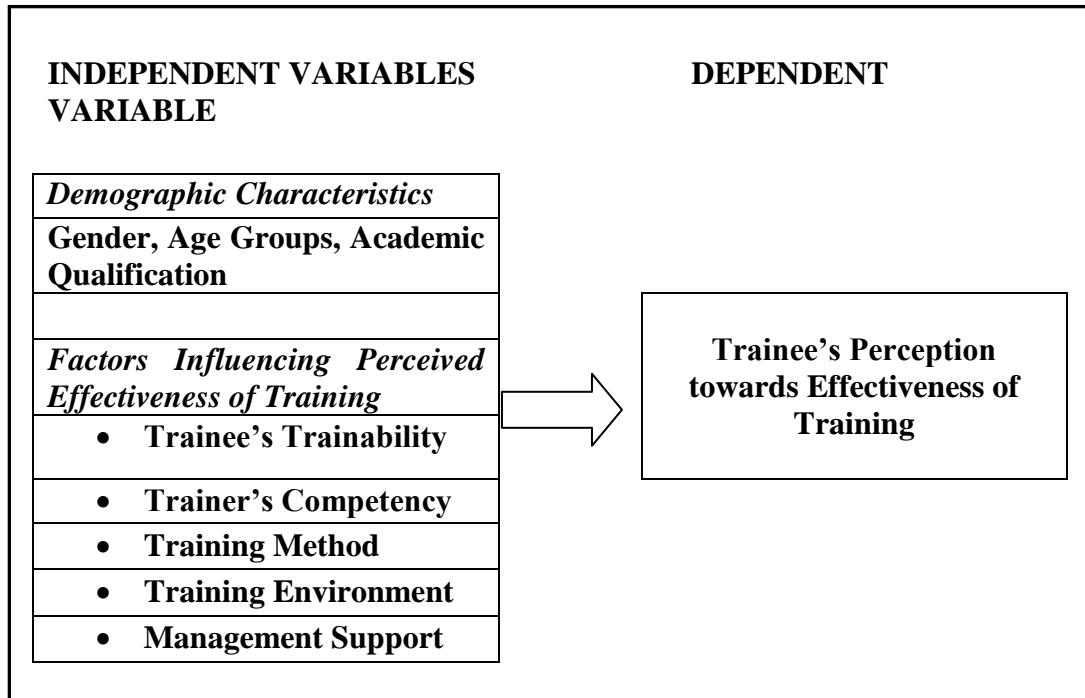 INDEPENDENT VARIABLES DEPENDENT
VARIABLE
Demographic Characteristics
Gender, Age Groups, Academic
Qualification
Factors Influencing Perceived
Effectiveness of Training
• Trainee’s Trainability
• Trainer’s Competency
• Training Method
• Training Environment
• Management Support
Trainee’s Perception
towards Effectiveness of
Training